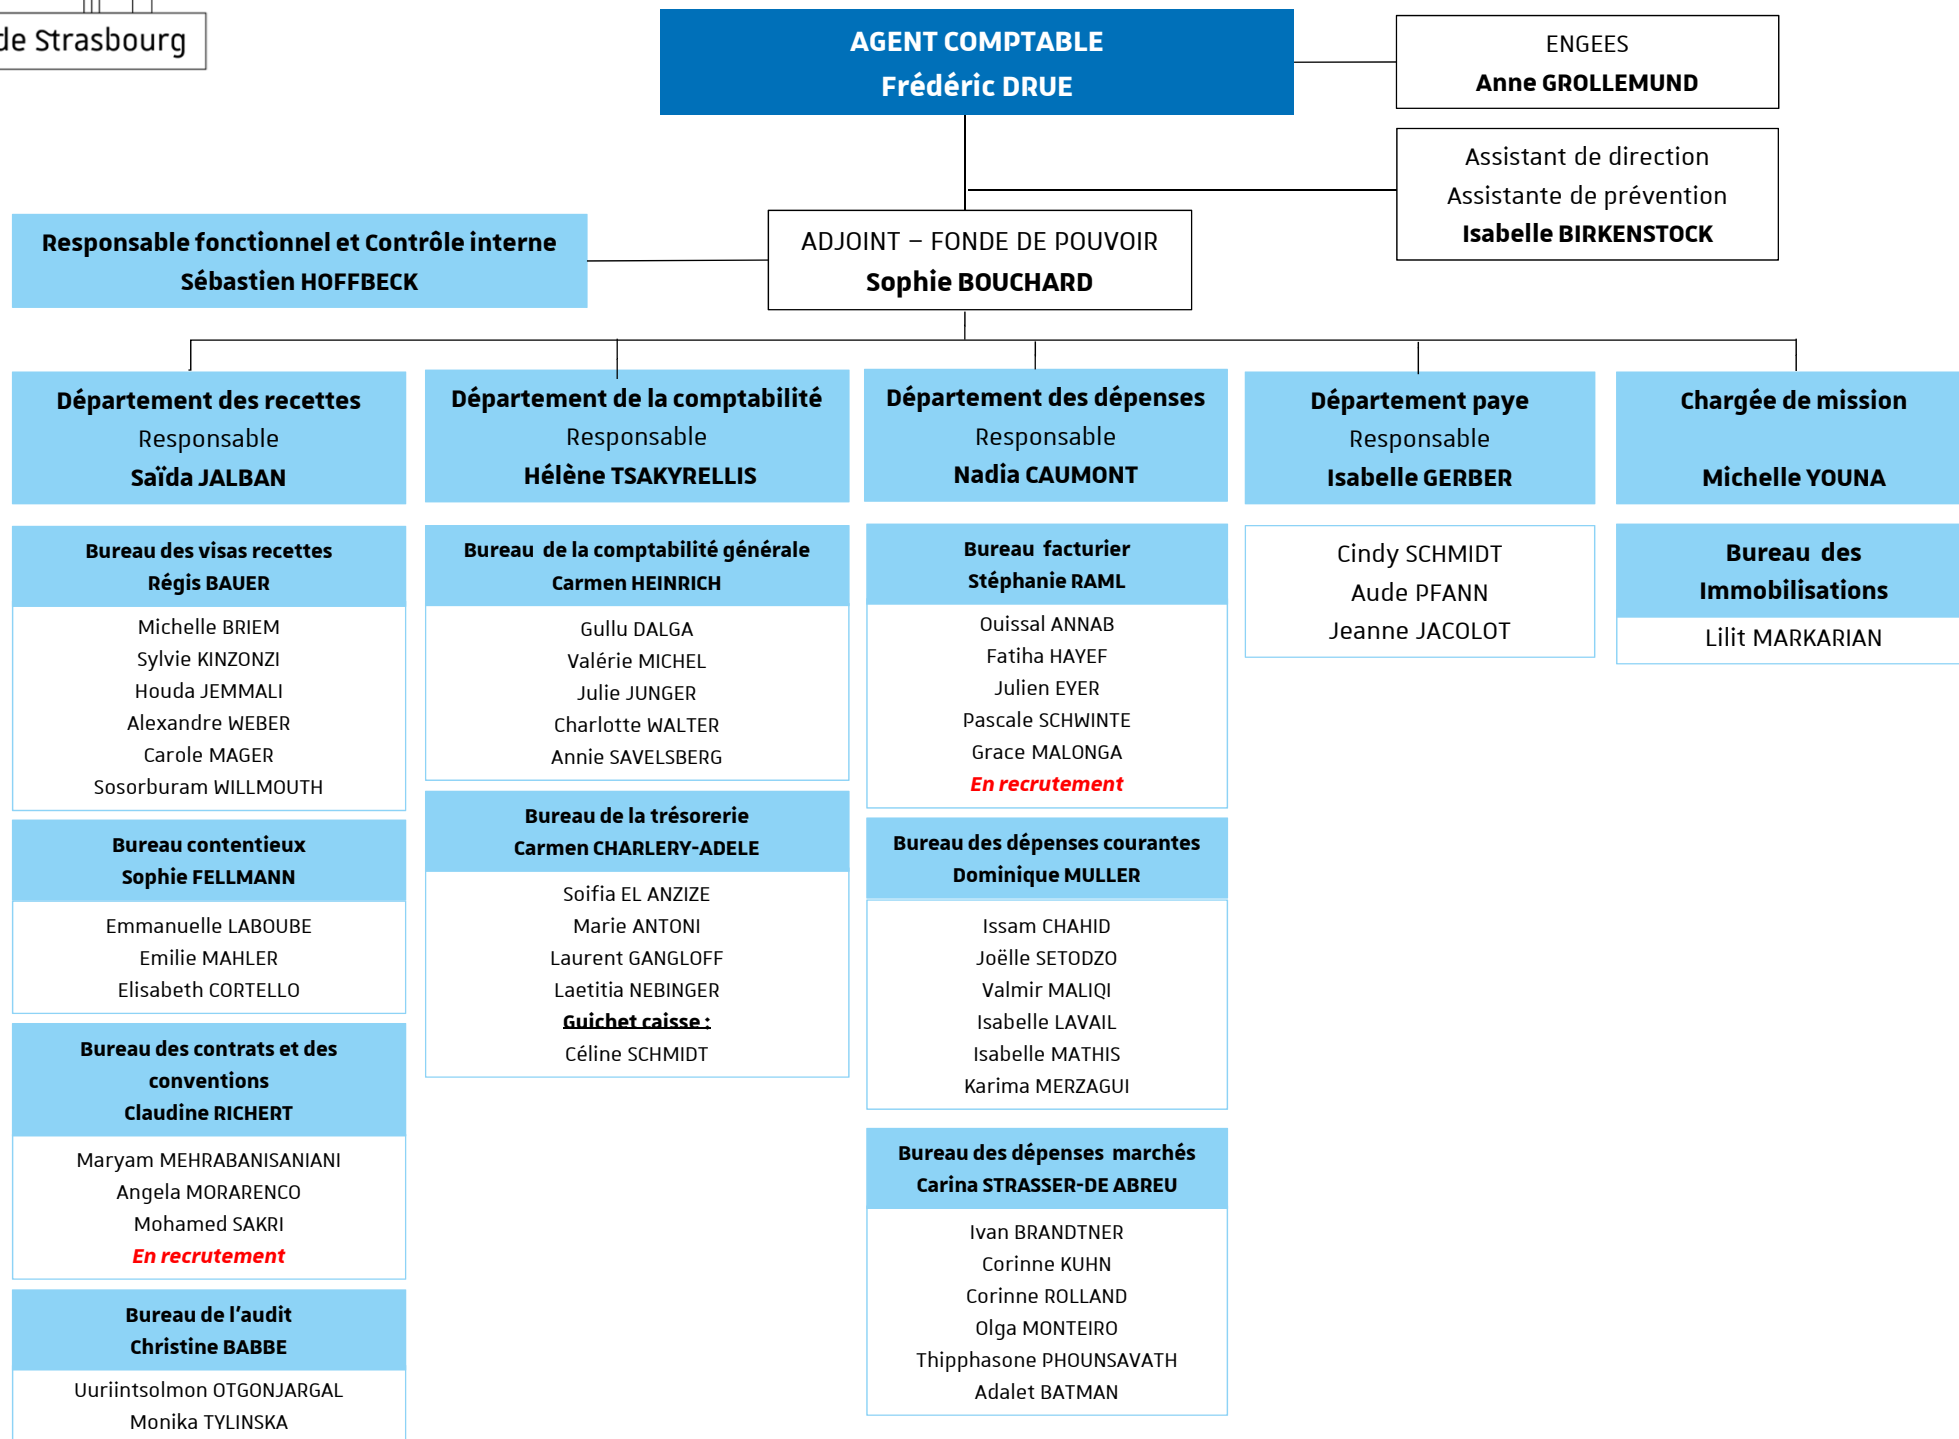 de Strasbourg
AGENT COMPTABLE
Frédéric DRUE
ENGEES
Anne GROLLEMUND
Assistant de direction
Assistante de prévention
Isabelle BIRKENSTOCK
Responsable fonctionnel et Contrôle interne
Sébastien HOFFBECK
ADJOINT – FONDE DE POUVOIR
Sophie BOUCHARD
Département des recettes
Responsable
Saïda JALBAN
Bureau des visas recettes
Régis BAUER
Michelle BRIEM
Sylvie KINZONZI
Houda JEMMALI
Alexandre WEBER
Carole MAGER
Sosorburam WILLMOUTH
Bureau contentieux
Sophie FELLMANN
Emmanuelle LABOUBE
Emilie MAHLER
Elisabeth CORTELLO
Bureau des contrats et des
conventions
Claudine RICHERT
Maryam MEHRABANISANIANI
Angela MORARENCO
Mohamed SAKRI
En recrutement
Bureau de l'audit
Christine BABBE
Uuriintsolmon OTGONJARGAL
Monika TYLINSKA
Département de la comptabilité
Responsable
Hélène TSAKYRELLIS
Bureau de la comptabilité générale
Carmen HEINRICH
Gullu DALGA
Valérie MICHEL
Julie JUNGER
Charlotte WALTER
Annie SAVELSBERG
Bureau de la trésorerie
Carmen CHARLERY-ADELE
Soifia EL ANZIZE
Marie ANTONI
Laurent GANGLOFF
Laetitia NEBINGER
Guichet caisse :
Céline SCHMIDT
Département des dépenses
Responsable
Nadia CAUMONT
Bureau facturier
Stéphanie RAML
Ouissal ANNAB
Fatiha HAYEF
Julien EYER
Pascale SCHWINTE
Grace MALONGA
En recrutement
Bureau des dépenses courantes
Dominique MULLER
Issam CHAHID
Joëlle SETODZO
Valmir MALIQI
Isabelle LAVAIL
Isabelle MATHIS
Karima MERZAGUI
Bureau des dépenses marchés
Carina STRASSER-DE ABREU
Ivan BRANDTNER
Corinne KUHN
Corinne ROLLAND
Olga MONTEIRO
Thipphasone PHOUNSAVATH
Adalet BATMAN
Département paye
Responsable
Isabelle GERBER
Cindy SCHMIDT
Aude PFANN
Jeanne JACOLOT
Chargée de mission
Michelle YOUNA
Bureau des
Immobilisations
Lilit MARKARIAN